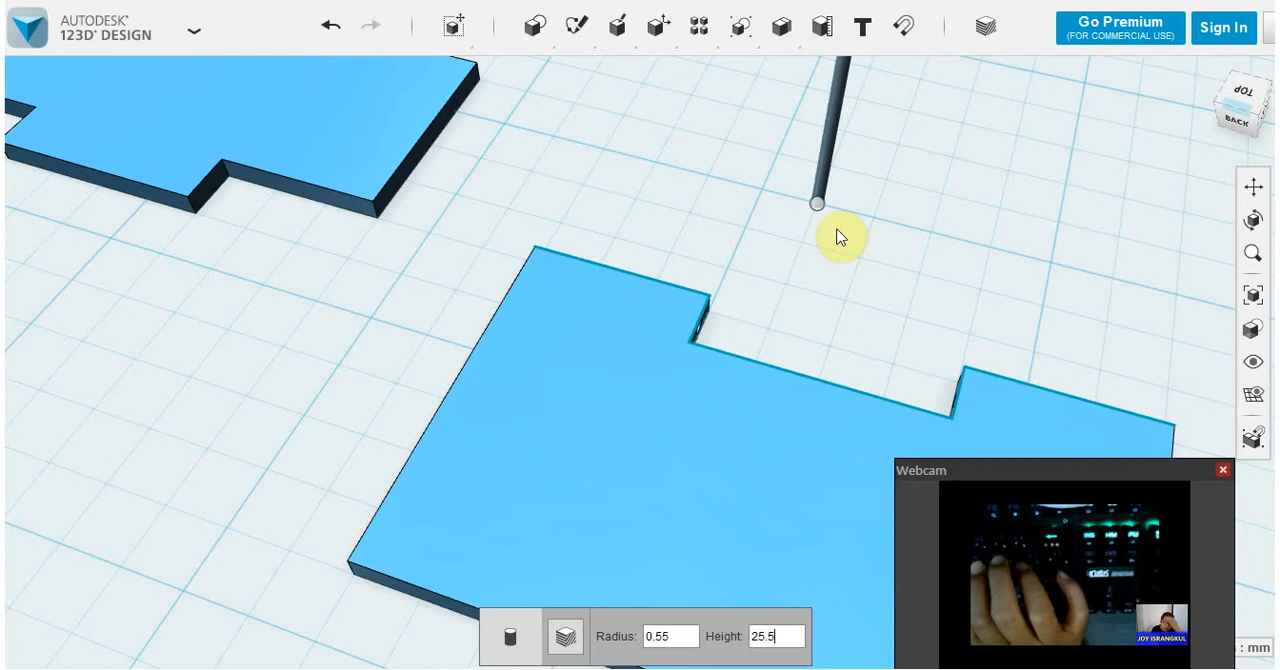 AUTODESK®
123D® DESIGN
Go Premium
(FOR COMMERCIAL USE)
Sign In
T
TOP
BACK
Webcam
JOY ISRANGKUL
Radius: 0.55 Height: 25.5
: mm